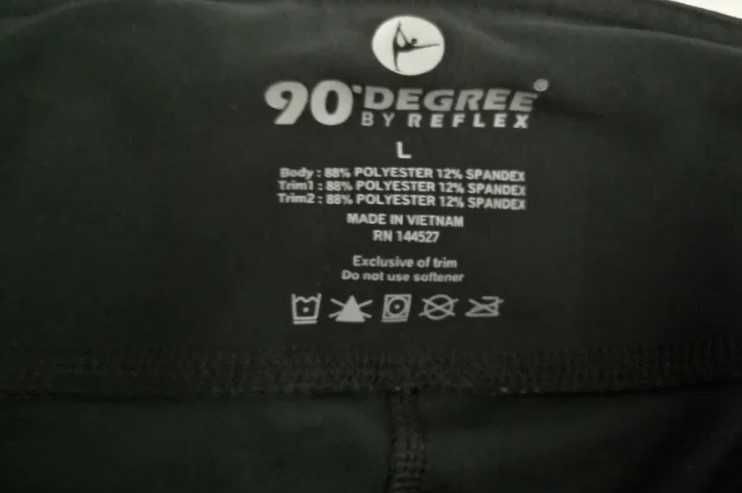 90° DEGREE®
BY REFLEX
L
Body : 88% POLYESTER 12% SPANDEX
Trim1 : 88% POLYESTER 12% SPANDEX
Trim2 : 88% POLYESTER 12% SPANDEX
MADE IN VIETNAM
RN 144527
Exclusive of trim
Do not use softener